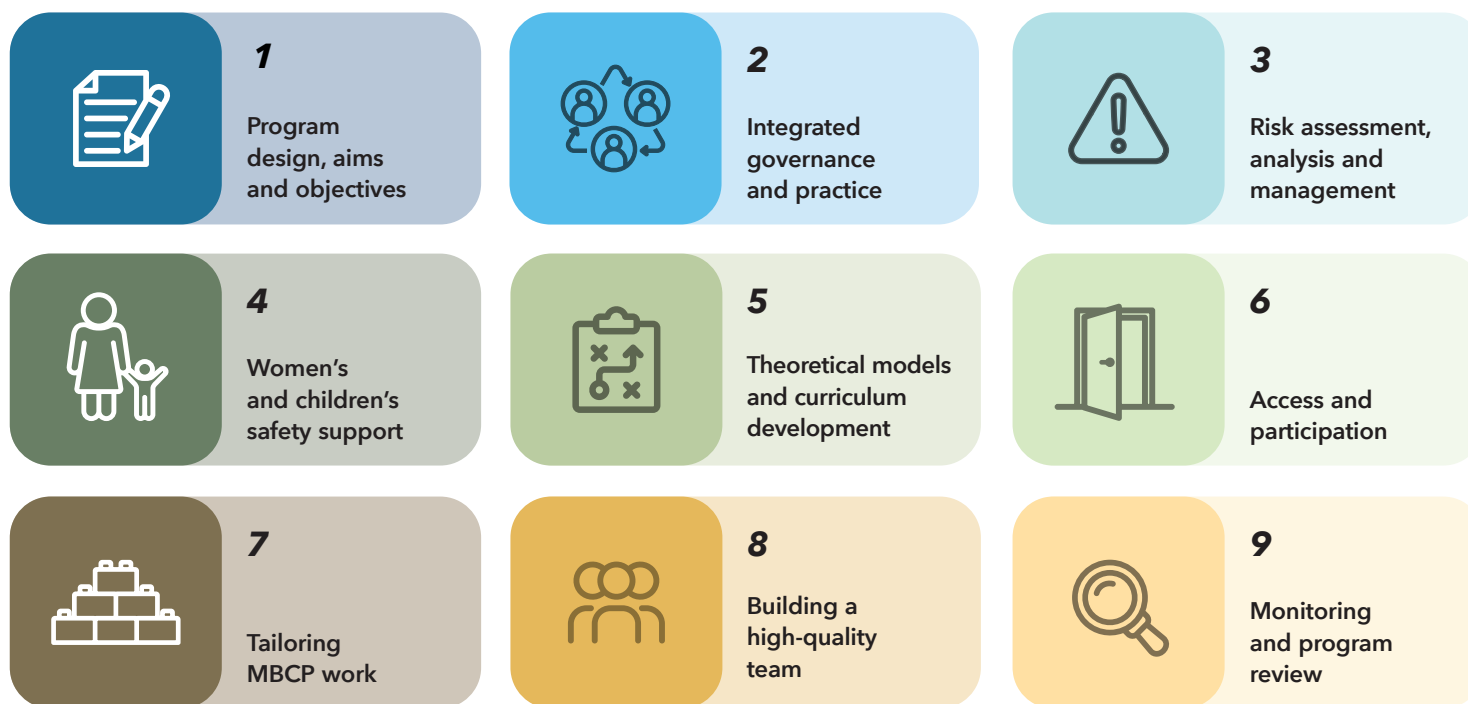 1
Program
design, aims
and objectives
2
Integrated
governance
and practice
3
Risk assessment,
analysis and
management
4
Women’s
and children’s
safety support
5
Theoretical models
and curriculum
development
6
Access and
participation
7
Tailoring
MBCP work
8
Building a
high-quality
team
9
Monitoring
and program
review